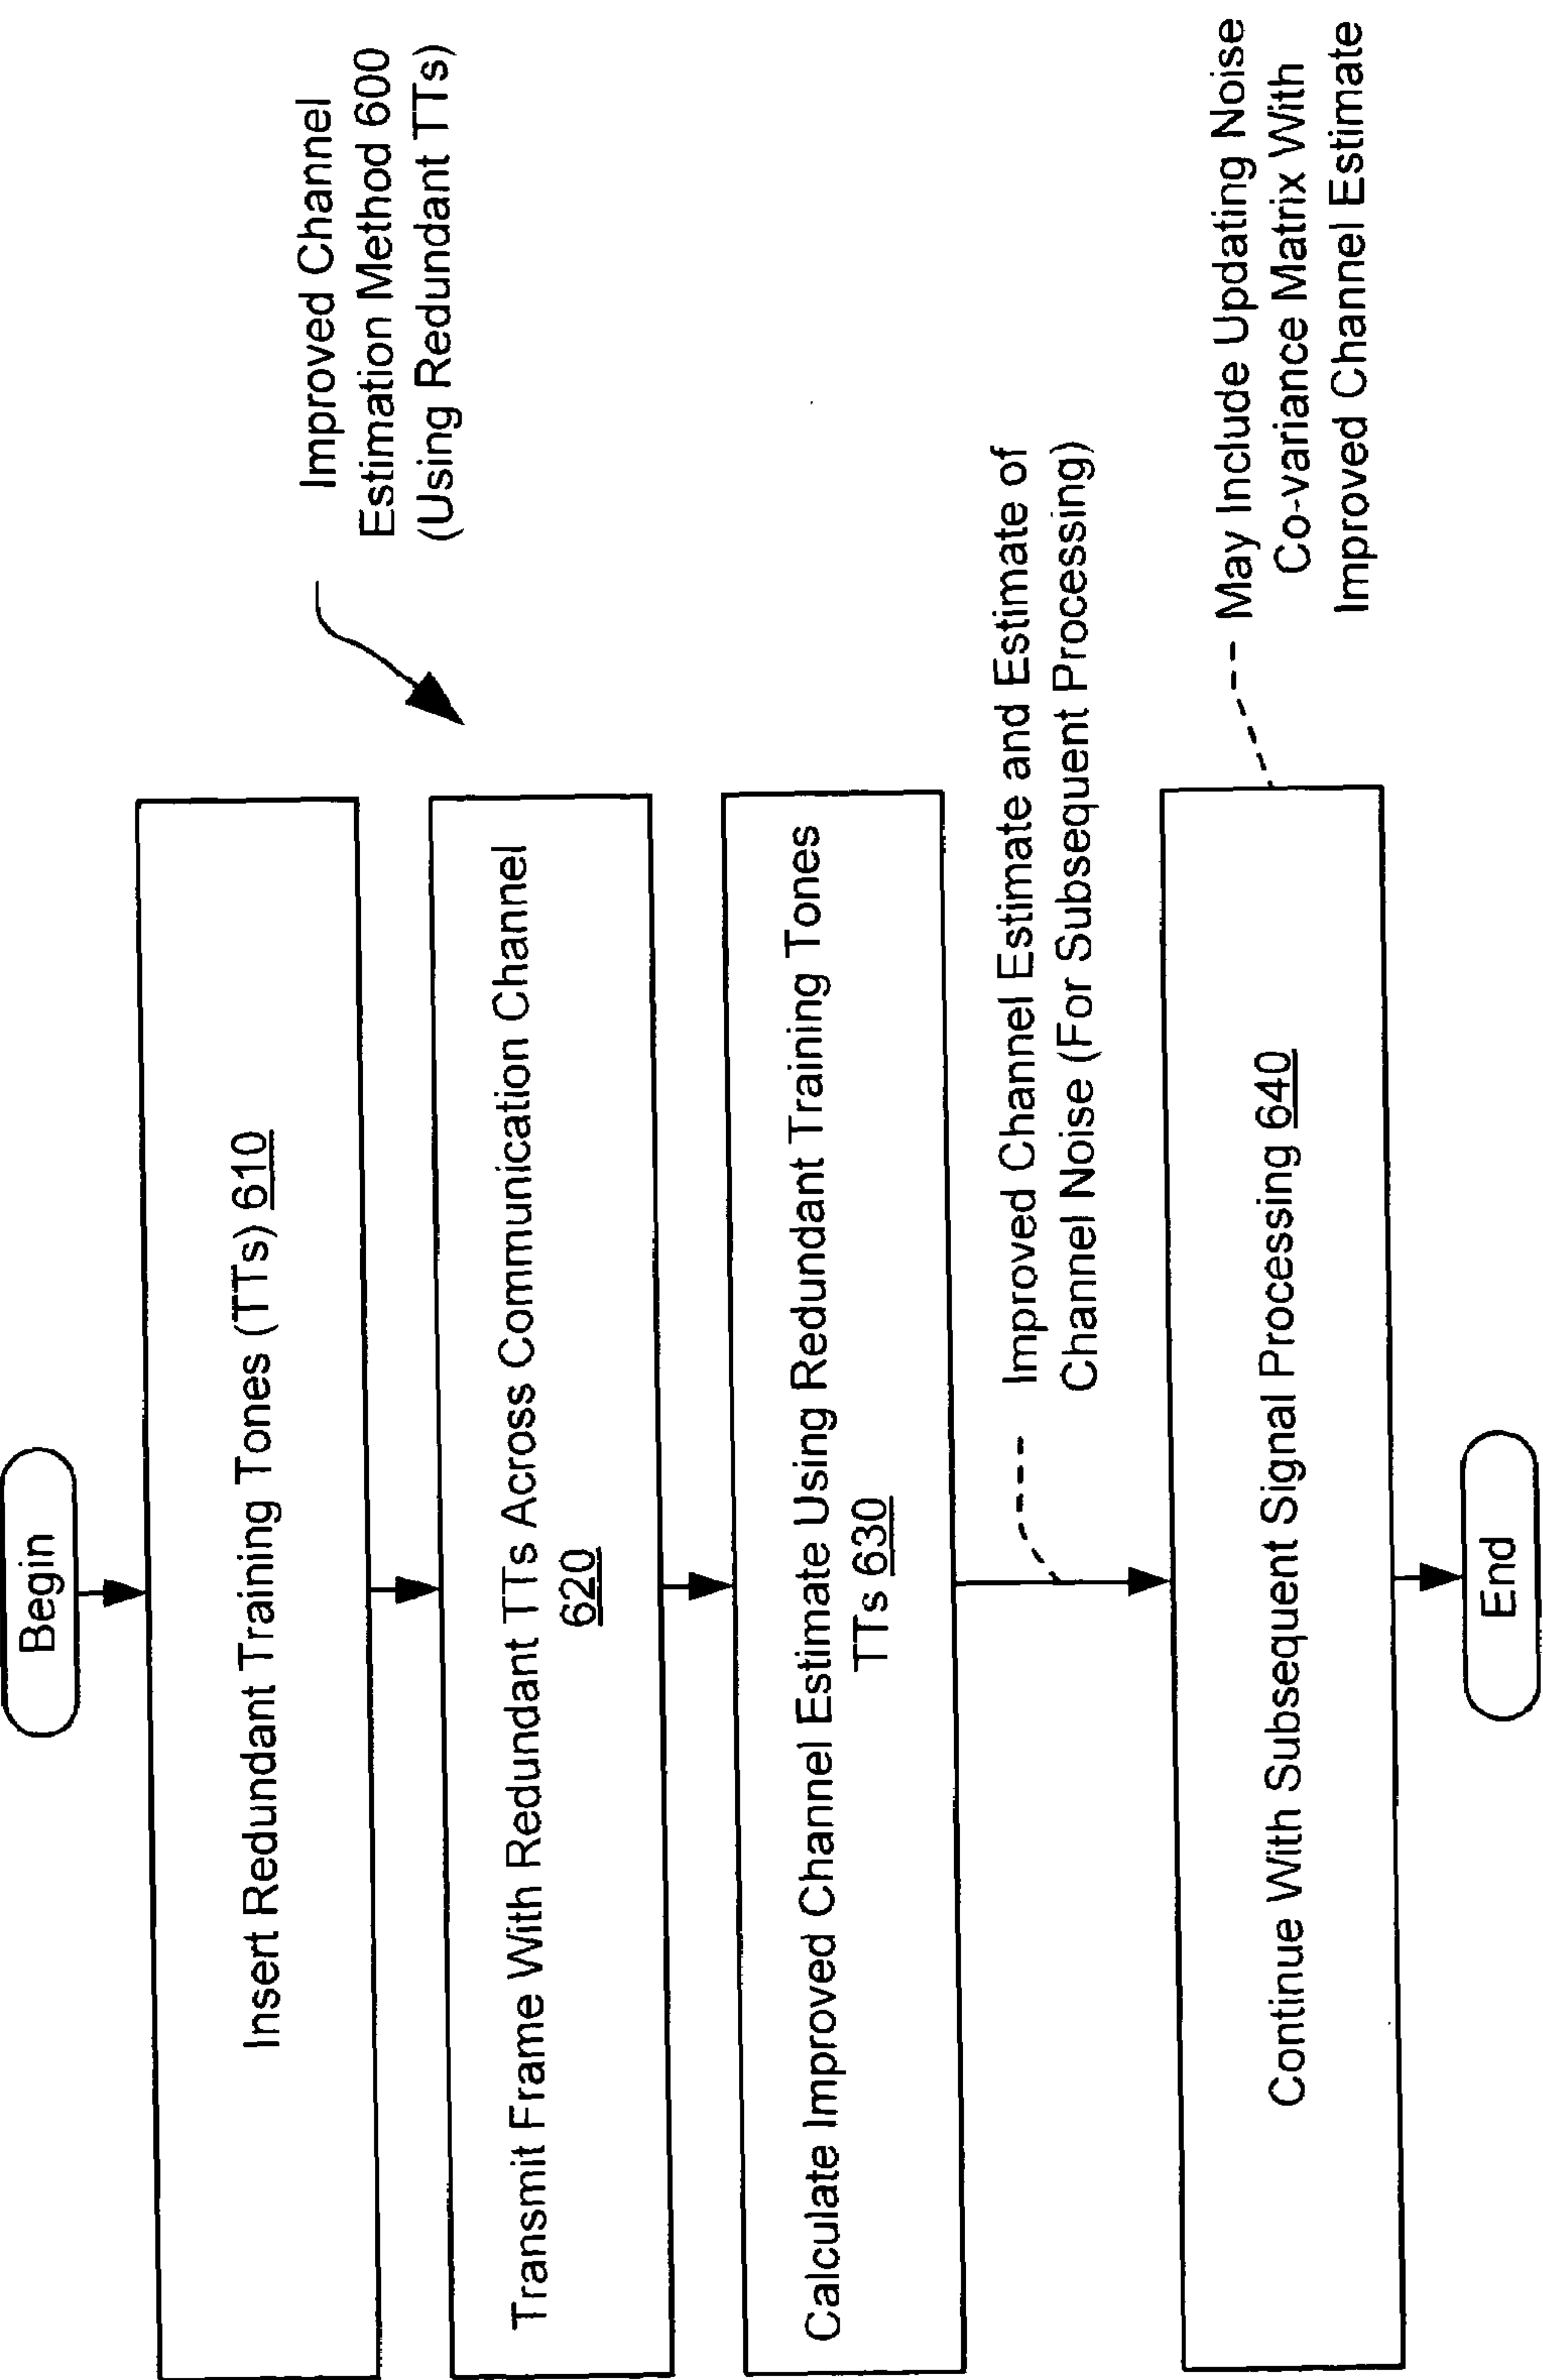 Begin
Improved Channel
Estimation Method 600
(Using Redundant TTs)
Insert Redundant Training Tones (TTs) 610
Transmit Frame With Redundant TTs Across Communication Channel
620
Calculate Improved Channel Estimate Using Redundant Training Tones
TTs 630
Improved Channel Estimate and Estimate of
Channel Noise (For Subsequent Processing)
Continue With Subsequent Signal Processing 640
May Include Updating Noise
Co-variance Matrix With
Improved Channel Estimate
End